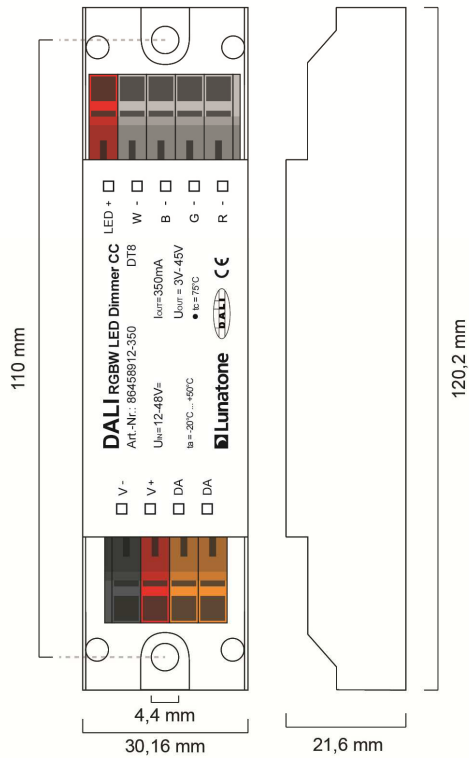 LED +
W -
B -
G -
R -
DALI RGBW LED Dimmer CC
Art.-Nr.: 86458912-350 DT8
UIN=12-48V= IOUT=350mA
UOUT = 3V-45V
ta=-20°C ... +50°C ● tc=75°C
Lunatone DALI CE
V -
V+
DA
DA
110 mm
120,2 mm
4,4 mm
30,16 mm
21,6 mm